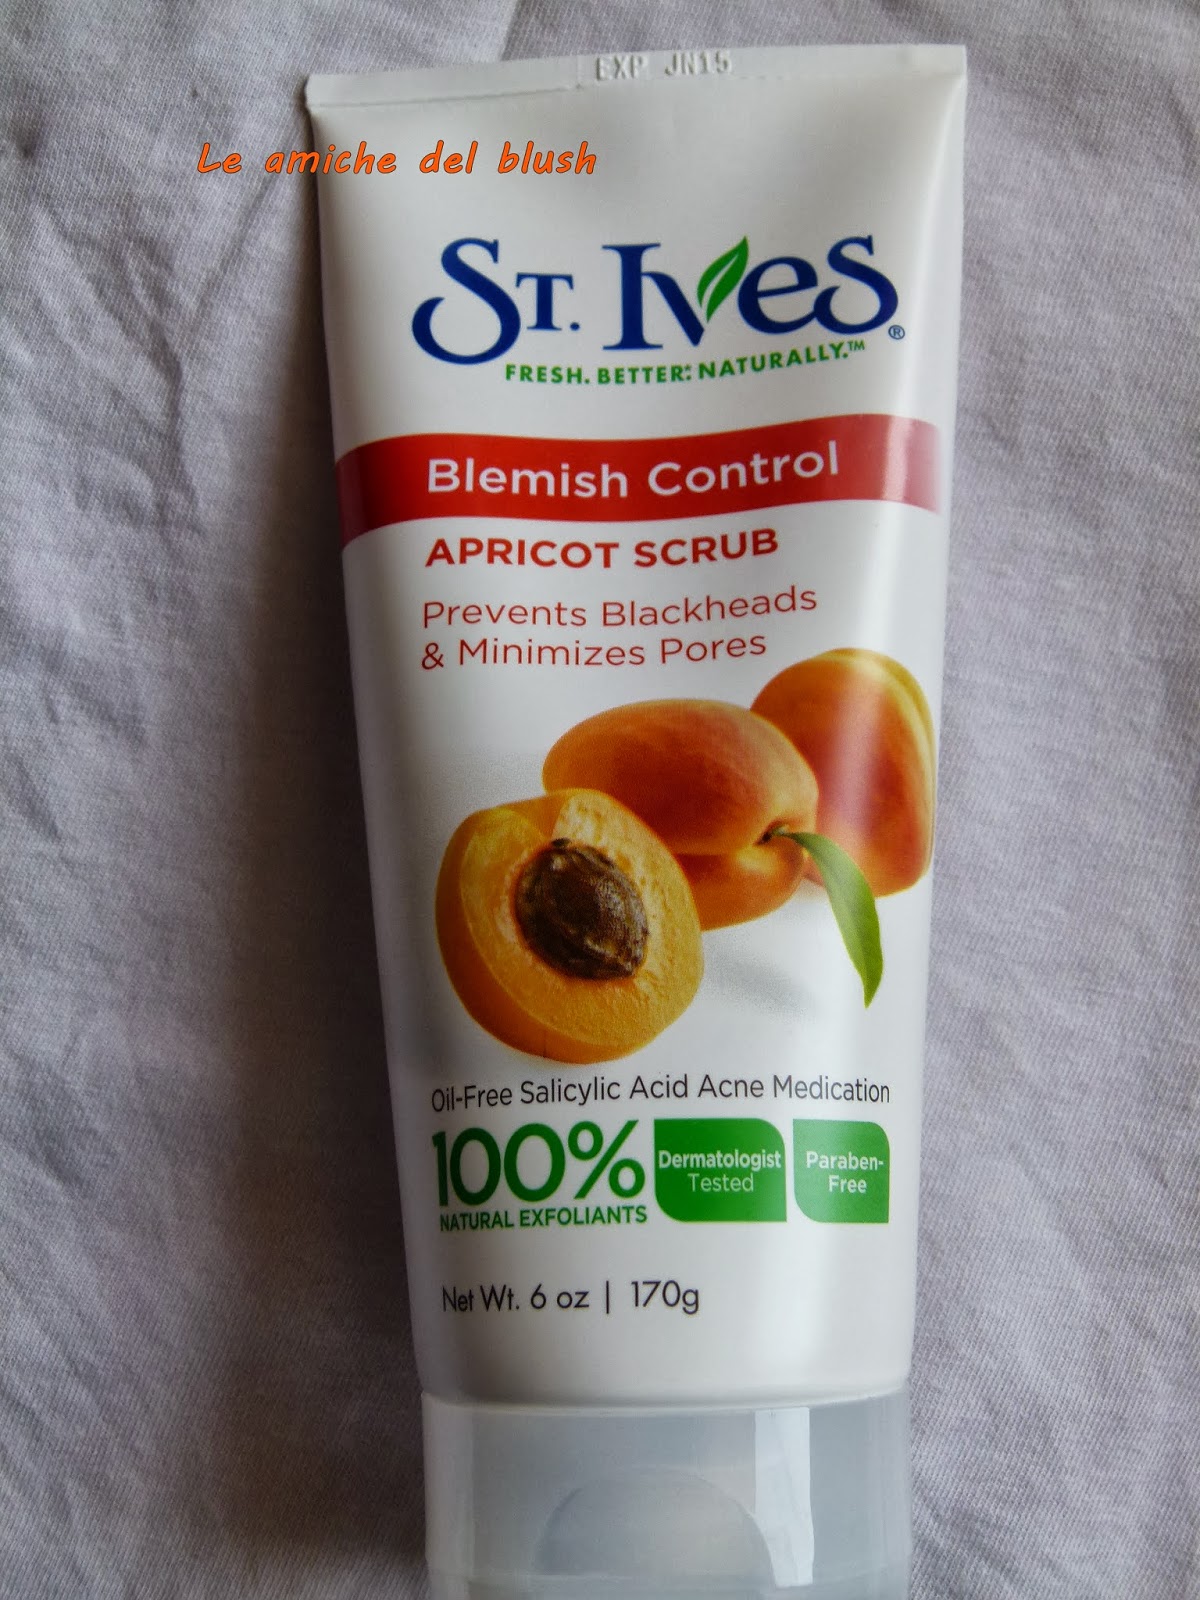 EXP JN15
Le amiche del blush
ST. IVES®
FRESH. BETTER: NATURALLY.™
Blemish Control
APRICOT SCRUB
Prevents Blackheads
& Minimizes Pores
Oil-Free Salicylic Acid Acne Medication
100%
NATURAL EXFOLIANTS
Dermatologist
Tested
Paraben-
Free
Net Wt. 6 oz | 170g